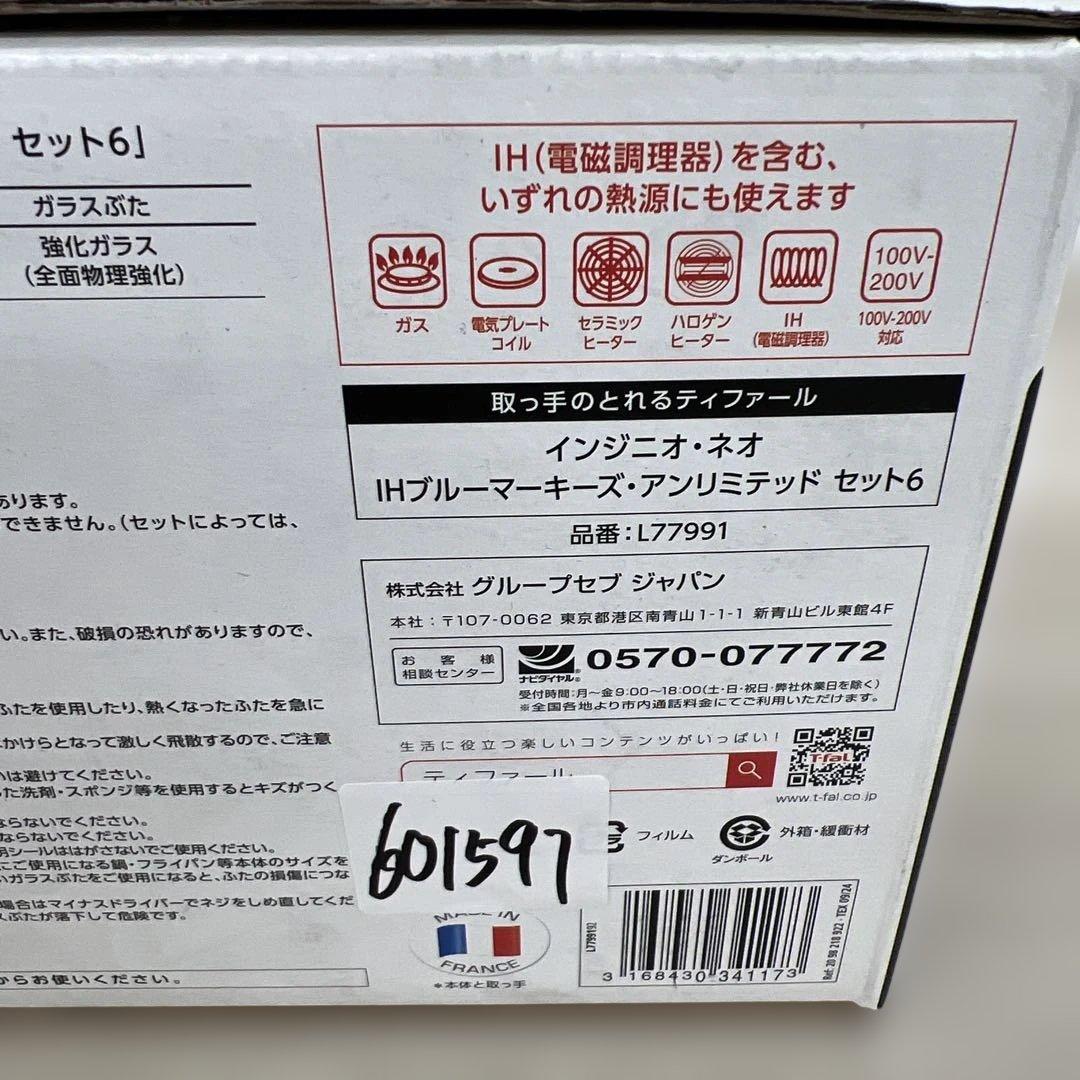 セット6」
ガラスぶた
強化ガラス
(全面物理強化)
IH(電磁調理器)を含む、
いずれの熱源にも使えます
ガス
電気プレート
コイル
セラミック
ヒーター
ハロゲン
ヒーター
IH
(電磁調理器)
100V-
200V
100V-200V
対応
取っ手のとれるティファール
インジニオ・ネオ
IHブルーマーキーズ・アンリミテッド セット6
品番:L77991
株式会社 グループセブ ジャパン
本社:〒107-0062 東京都港区南青山1-1-1 新青山ビル東館4F
お客様
相談センター
ナビダイヤル®
0570-077772
受付時間:月〜金9:00〜18:00(土・日・祝日・弊社休業日を除く)
※全国各地より市内通話料金にてご利用いただけます。
生活に役立つ楽しいコンテンツがいっぱい!
ティファール
T-fal
www.t-fal.co.jp
フィルム
ダンボール
外箱・緩衝材
601597
MADE IN
FRANCE
*本体と取っ手
L7799192
3 168430 341173
Ref: 20 98 218 922 - TEX 09/24
あります。
できません。(セットによっては、
い。また、破損の恐れがありますので、
ふたを使用したり、熱くなったふたを急に
かけらとなって激しく飛散するので、ご注意
いは避けてください。
た洗剤・スポンジ等を使用するとキズがつく
ならないでください。
ならないでください。
明シールははがさないでご使用ください。
にご使用になる鍋・フライパン等本体のサイズを
いガラスぶたをご使用になると、ふたの損傷につな
場合はマイナスドライバーでネジをしめ直してくだ
スぶたが落下して危険です。
からお使いください。